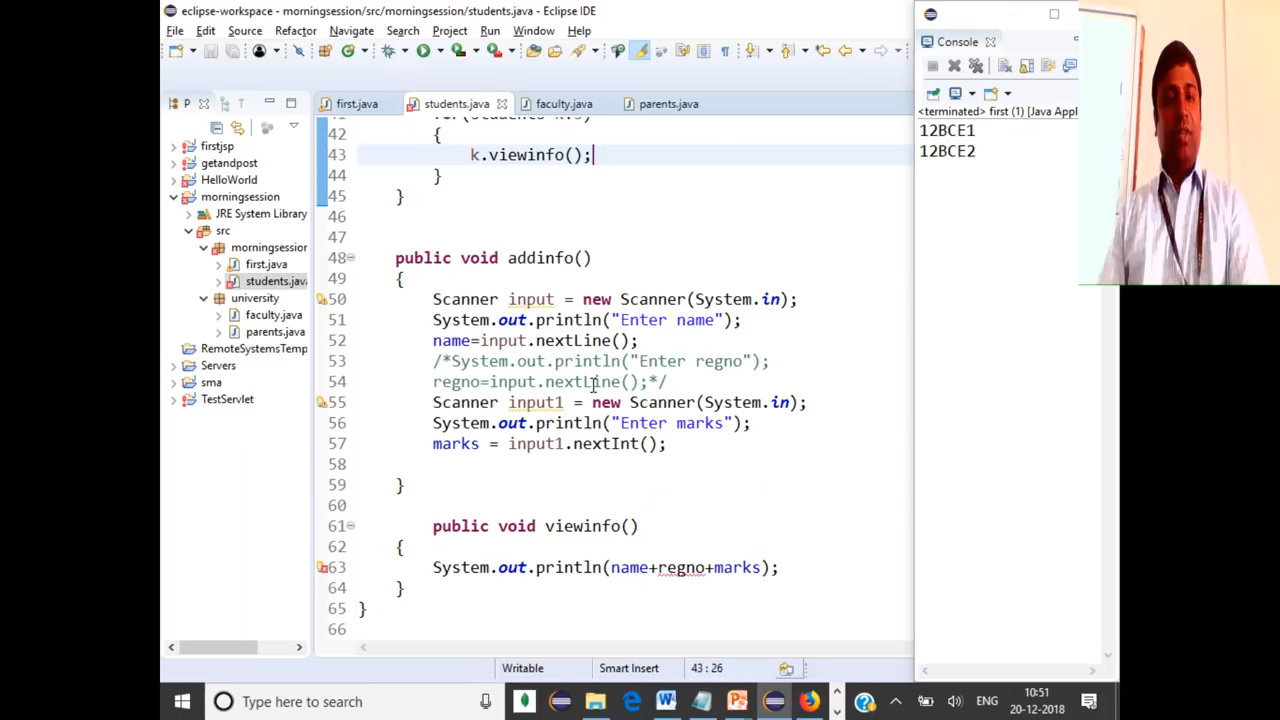 eclipse-workspace - morningsession/src/morningsession/students.java - Eclipse IDE
File Edit Source Refactor Navigate Search Project Run Window Help
P
T
first.java students.java faculty.java parents.java
Console
<terminated> first (1) [Java Appl
12BCE1
12BCE2
firstjsp
getandpost
HelloWorld
morningsession
JRE System Library
src
morningsession
first.java
students.java
university
faculty.java
parents.java
RemoteSystemsTemp
Servers
sma
TestServlet
42 {
43 k.viewinfo();
44 }
45 }
46
47
48 public void addinfo()
49 {
50 Scanner input = new Scanner(System.in);
51 System.out.println("Enter name");
52 name=input.nextLine();
53 /*System.out.println("Enter regno");
54 regno=input.nextLine();*/
55 Scanner input1 = new Scanner(System.in);
56 System.out.println("Enter marks");
57 marks = input1.nextInt();
58
59 }
60
61 public void viewinfo()
62 {
63 System.out.println(name+regno+marks);
64 }
65 }
66
Writable Smart Insert 43 : 26
Type here to search
ENG
10:51
20-12-2018